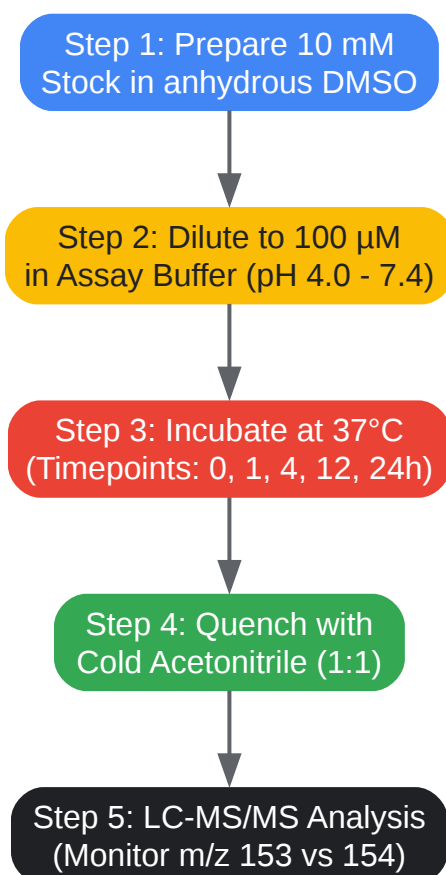 Step 1: Prepare 10 mM
Stock in anhydrous DMSO
Step 2: Dilute to 100 µM
in Assay Buffer (pH 4.0 - 7.4)
Step 3: Incubate at 37°C
(Timepoints: 0, 1, 4, 12, 24h)
Step 4: Quench with
Cold Acetonitrile (1:1)
Step 5: LC-MS/MS Analysis
(Monitor m/z 153 vs 154)